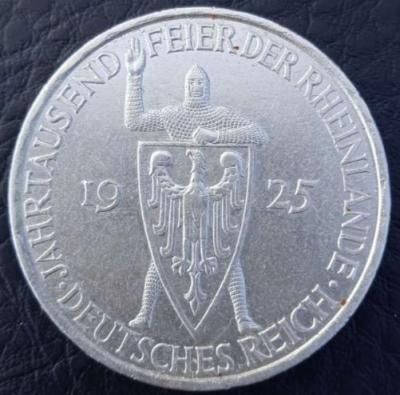 JAHRTAUSENDFEIER·DER·RHEINLANDE·
19 25
·DEUTSCHES REICH·